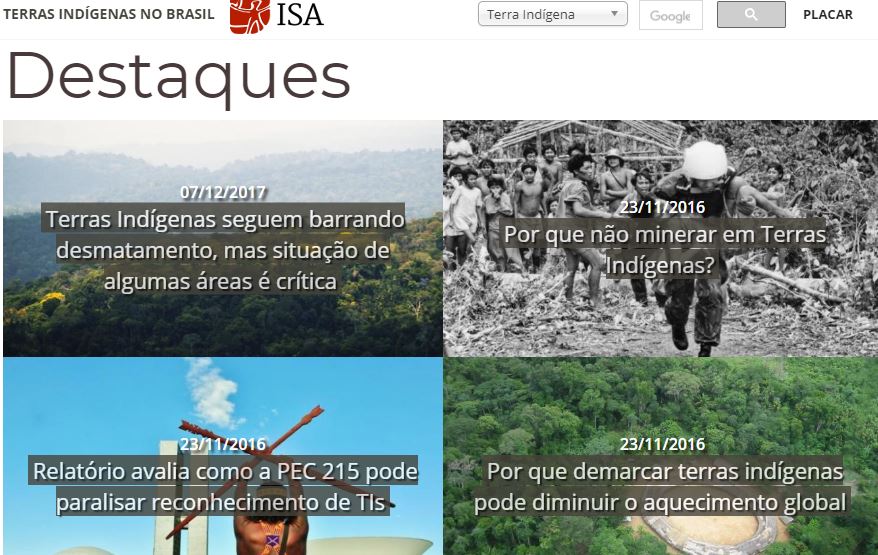 TERRAS INDÍGENAS NO BRASIL
ISA
Terra Indígena
Google
PLACAR
Destaques
07/12/2017
Terras Indígenas seguem barrando
desmatamento, mas situação de
algumas áreas é crítica
23/11/2016
Por que não minerar em Terras
Indígenas?
23/11/2016
Relatório avalia como a PEC 215 pode
paralisar reconhecimento de TIs
23/11/2016
Por que demarcar terras indígenas
pode diminuir o aquecimento global